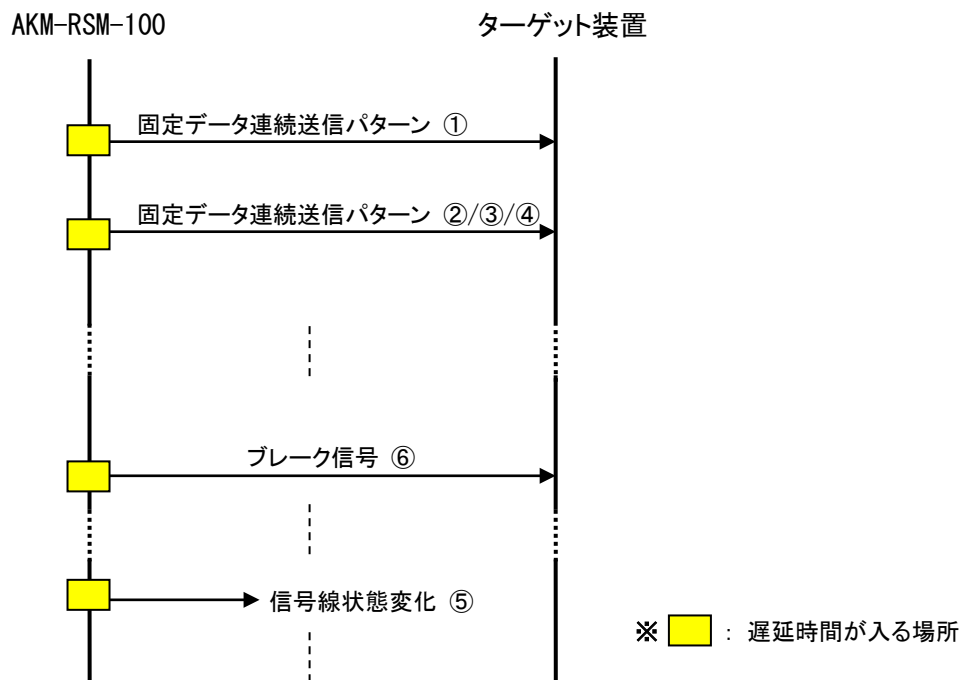 AKM-RSM-100
ターゲット装置
固定データ連続送信パターン ①
固定データ連続送信パターン ②/③/④
ブレーク信号 ⑥
信号線状態変化 ⑤
※ : 遅延時間が入る場所